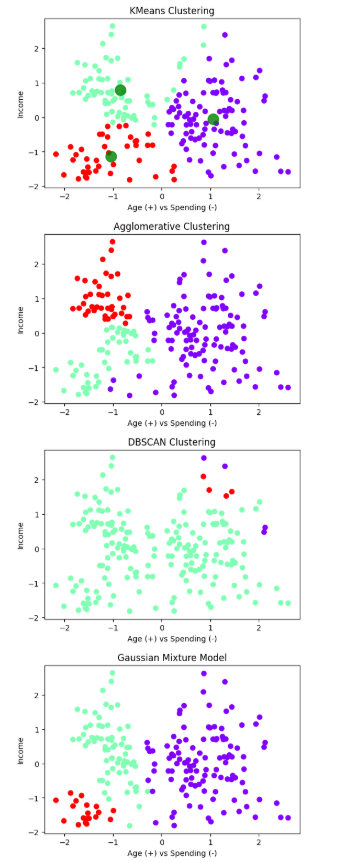 KMeans Clustering
2
1
0
−1
−2
Income
−2 −1 0 1 2
Age (+) vs Spending (-)
Agglomerative Clustering
2
1
0
−1
−2
Income
−2 −1 0 1 2
Age (+) vs Spending (-)
DBSCAN Clustering
2
1
0
−1
−2
Income
−2 −1 0 1 2
Age (+) vs Spending (-)
Gaussian Mixture Model
2
1
0
−1
−2
Income
−2 −1 0 1 2
Age (+) vs Spending (-)